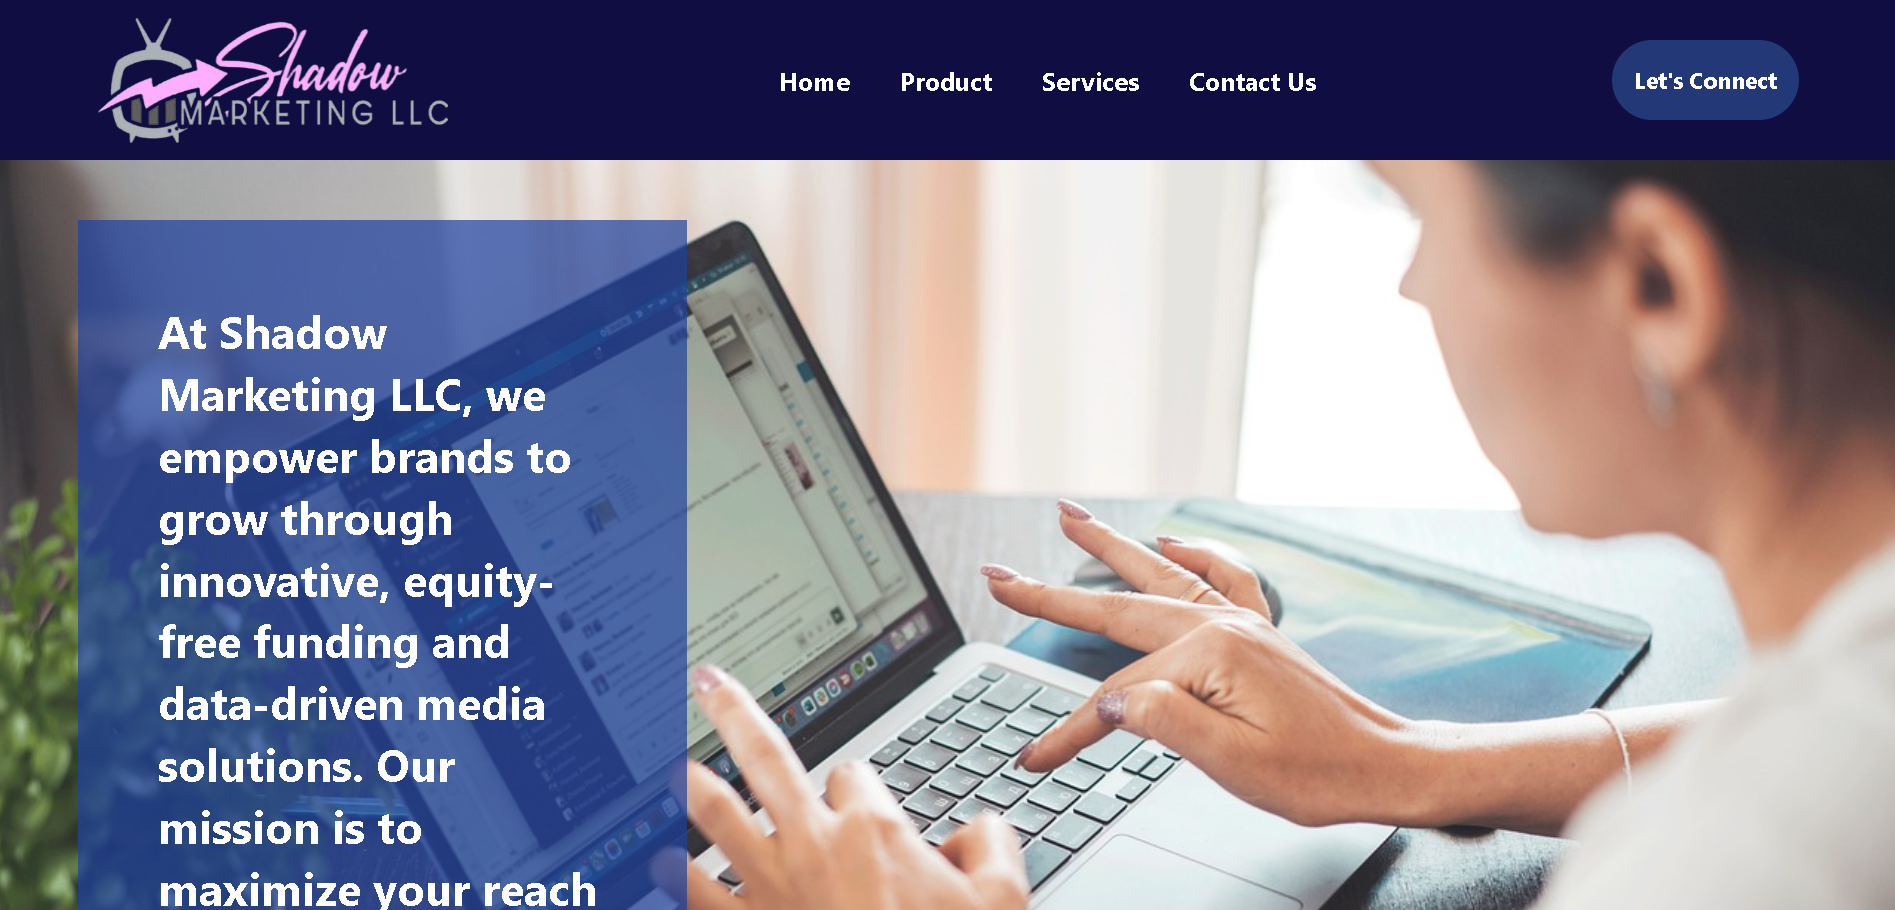 Shadow
MARKETING LLC
Home
Product
Services
Contact Us
Let's Connect
At Shadow
Marketing LLC, we
empower brands to
grow through
innovative, equity-
free funding and
data-driven media
solutions. Our
mission is to
maximize your reach